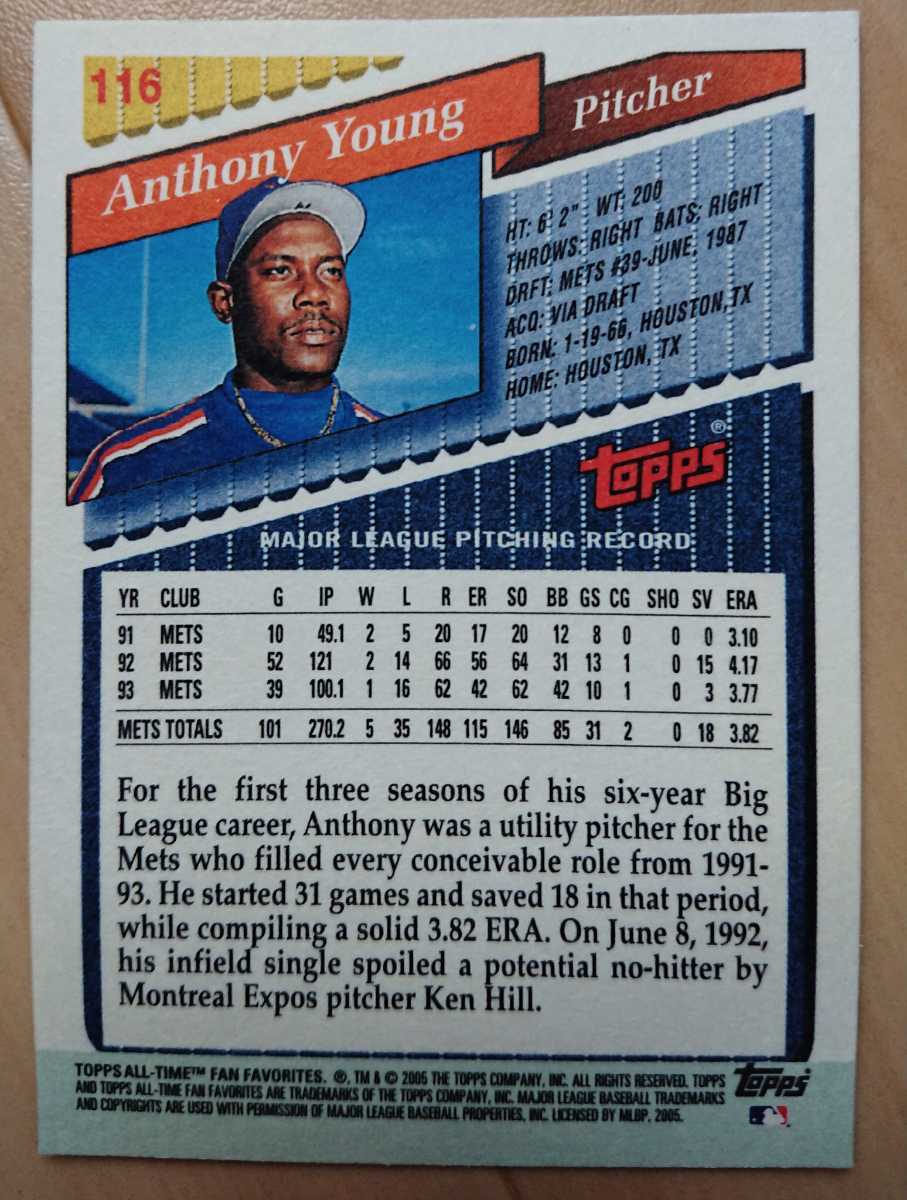 116
Anthony Young
Pitcher
HT: 6' 2" WT: 200
THROWS: RIGHT BATS: RIGHT
DRFT: METS #39-JUNE, 1987
ACQ: VIA DRAFT
BORN: 1-19-66, HOUSTON, TX
HOME: HOUSTON, TX
TOPPS®
MAJOR LEAGUE PITCHING RECORD
YR CLUB G IP W L R ER SO BB GS CG SHO SV ERA
91 METS 10 49.1 2 5 20 17 20 12 8 0 0 0 3.10
92 METS 52 121 2 14 66 56 64 31 13 1 0 15 4.17
93 METS 39 100.1 1 16 62 42 62 42 10 1 0 3 3.77
METS TOTALS 101 270.2 5 35 148 115 146 85 31 2 0 18 3.82
For the first three seasons of his six-year Big
League career, Anthony was a utility pitcher for the
Mets who filled every conceivable role from 1991-
93. He started 31 games and saved 18 in that period,
while compiling a solid 3.82 ERA. On June 8, 1992,
his infield single spoiled a potential no-hitter by
Montreal Expos pitcher Ken Hill.
TOPPS ALL-TIME™ FAN FAVORITES. ®, TM & © 2005 THE TOPPS COMPANY, INC. ALL RIGHTS RESERVED. TOPPS
AND TOPPS ALL-TIME FAN FAVORITES ARE TRADEMARKS OF THE TOPPS COMPANY, INC. MAJOR LEAGUE BASEBALL TRADEMARKS
AND COPYRIGHTS ARE USED WITH PERMISSION OF MAJOR LEAGUE BASEBALL PROPERTIES, INC. LICENSED BY MLBP, 2005.
TOPPS